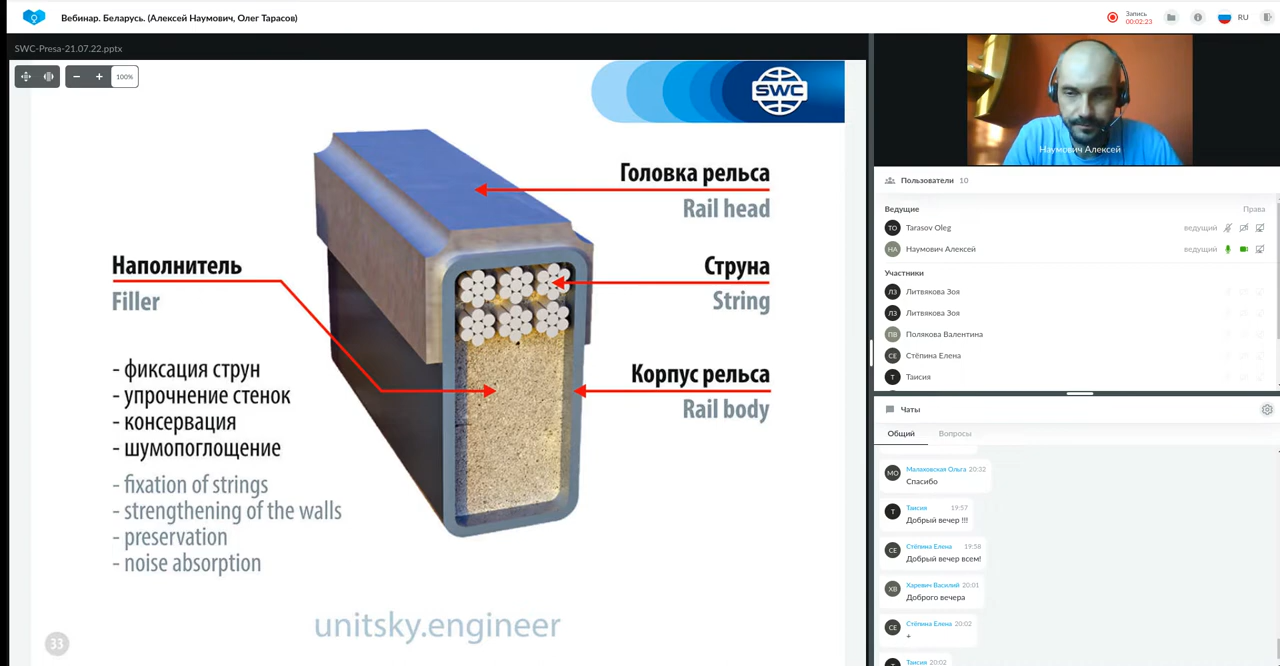 Вебинар. Беларусь. (Алексей Наумович, Олег Тарасов)
Запись
00:02:23
RU
SWC-Presa-21.07.22.pptx
100%
SWC
Головка рельса
Rail head
Наполнитель
Filler
Струна
String
Корпус рельса
Rail body
- фиксация струн
- упрочнение стенок
- консервация
- шумопоглощение
- fixation of strings
- strengthening of the walls
- preservation
- noise absorption
unitsky.engineer
33
Наумович Алексей
Пользователи 10
Ведущие Права
TO Tarasov Oleg ведущий
НА Наумович Алексей ведущий
Участники
ЛЗ Литвякова Зоя
ЛЗ Литвякова Зоя
ПВ Полякова Валентина
СЕ Стёпина Елена
Т Таисия
Чаты
Общий Вопросы
МО Малаховская Ольга 20:32
Спасибо
Т Таисия 19:57
Добрый вечер !!!
СЕ Стёпина Елена 19:58
Добрый вечер всем!
ХВ Харевич Василий 20:01
Доброго вечера
СЕ Стёпина Елена 20:02
+
Таисия 20:02